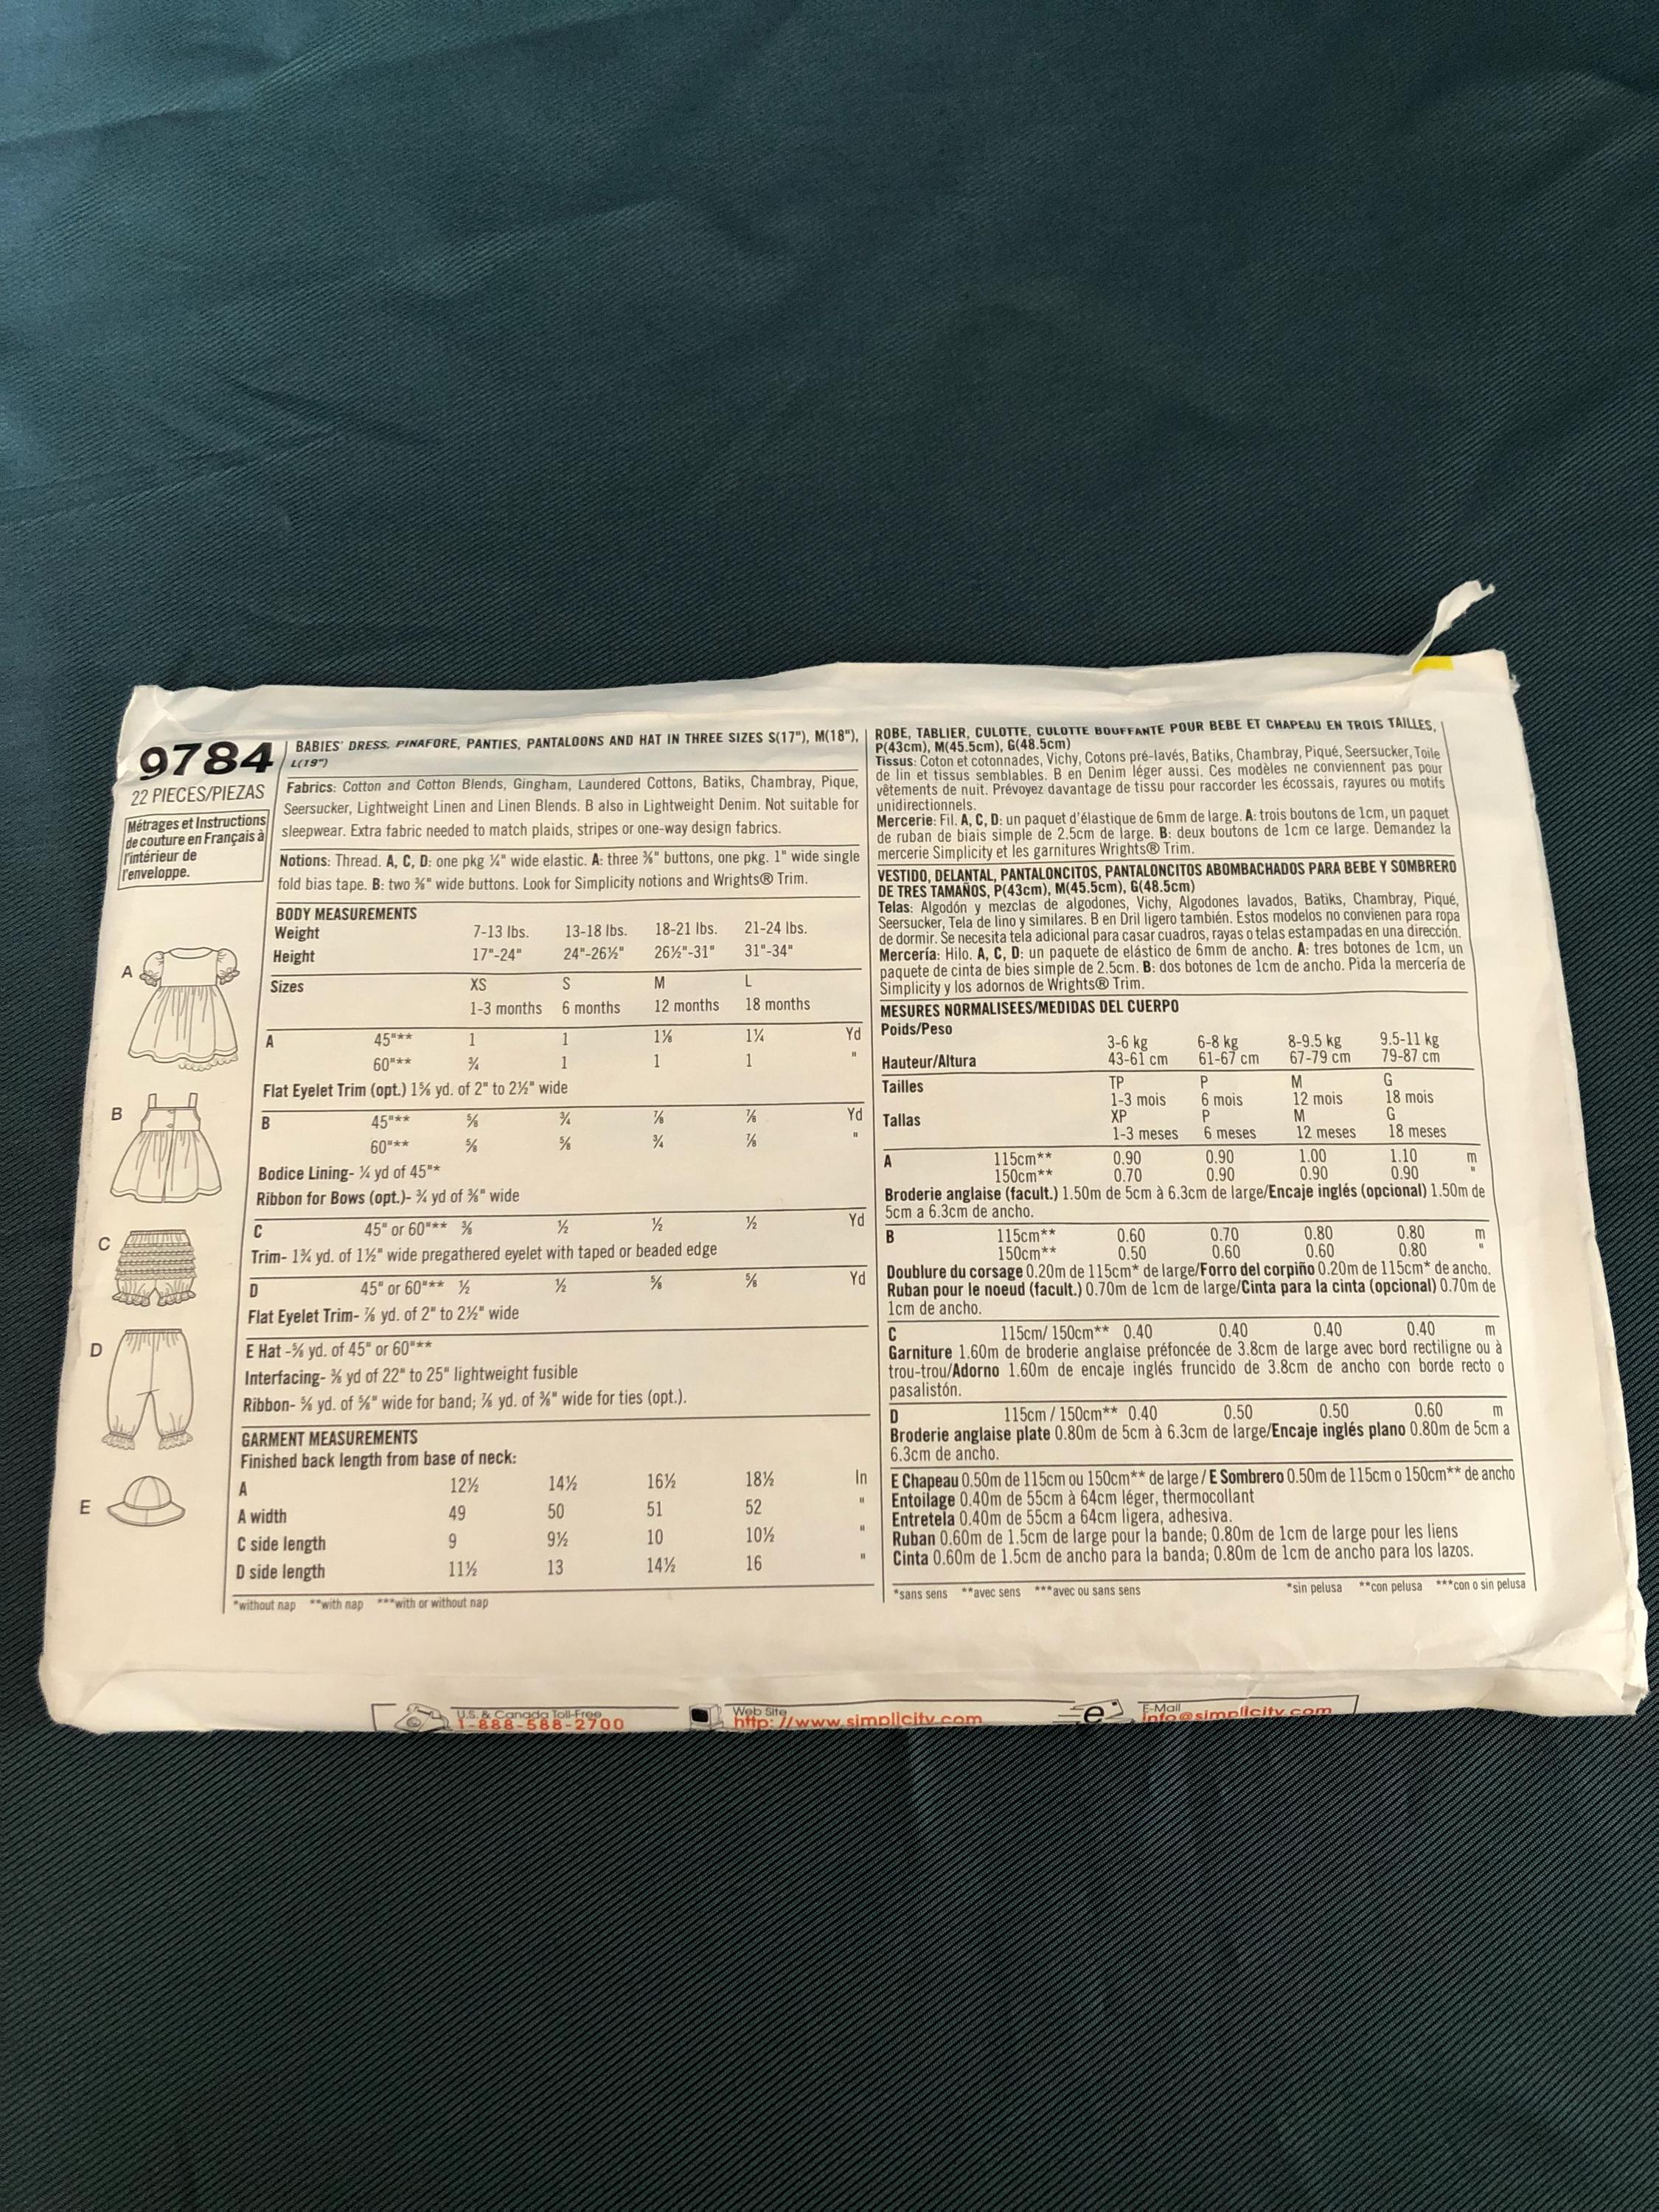 9784
22 PIECES/PIEZAS
Métrages et Instructions
de couture en Français à
l'intérieur de
l'enveloppe.
A
B
C
D
E
BABIES' DRESS, PINAFORE, PANTIES, PANTALOONS AND HAT IN THREE SIZES S(17"), M(18"),
L(19")
Fabrics: Cotton and Cotton Blends, Gingham, Laundered Cottons, Batiks, Chambray, Pique,
Seersucker, Lightweight Linen and Linen Blends. B also in Lightweight Denim. Not suitable for
sleepwear. Extra fabric needed to match plaids, stripes or one-way design fabrics.
Notions: Thread. A, C, D: one pkg ¼" wide elastic. A: three ⅜" buttons, one pkg. 1" wide single
fold bias tape. B: two ⅜" wide buttons. Look for Simplicity notions and Wrights® Trim.
BODY MEASUREMENTS
Weight 7-13 lbs. 13-18 lbs. 18-21 lbs. 21-24 lbs.
Height 17"-24" 24"-26½" 26½"-31" 31"-34"
Sizes XS S M L
1-3 months 6 months 12 months 18 months
A 45"** 1 1 1⅛ 1¼ Yd
60"** ¾ 1 1 1 "
Flat Eyelet Trim (opt.) 1⅝ yd. of 2" to 2½" wide
B 45"** ⅝ ¾ ⅞ ⅞ Yd
60"** ⅝ ⅝ ¾ ⅞ "
Bodice Lining- ¼ yd of 45"*
Ribbon for Bows (opt.)- ¾ yd of ⅜" wide
C 45" or 60"** ⅜ ½ ½ ½ Yd
Trim- 1¾ yd. of 1½" wide pregathered eyelet with taped or beaded edge
D 45" or 60"** ½ ½ ⅝ ⅝ Yd
Flat Eyelet Trim- ⅞ yd. of 2" to 2½" wide
E Hat -⅝ yd. of 45" or 60"**
Interfacing- ⅜ yd of 22" to 25" lightweight fusible
Ribbon- ⅝ yd. of ⅝" wide for band; ⅞ yd. of ⅜" wide for ties (opt.).
GARMENT MEASUREMENTS
Finished back length from base of neck:
A 12½ 14½ 16½ 18½ In
A width 49 50 51 52 "
C side length 9 9½ 10 10½ "
D side length 11½ 13 14½ 16 "
*without nap **with nap ***with or without nap
ROBE, TABLIER, CULOTTE, CULOTTE BOUFFANTE POUR BEBE ET CHAPEAU EN TROIS TAILLES,
P(43cm), M(45.5cm), G(48.5cm)
Tissus: Coton et cotonnades, Vichy, Cotons pré-lavés, Batiks, Chambray, Piqué, Seersucker, Toile
de lin et tissus semblables. B en Denim léger aussi. Ces modèles ne conviennent pas pour
vêtements de nuit. Prévoyez davantage de tissu pour raccorder les écossais, rayures ou motifs
unidirectionnels.
Mercerie: Fil. A, C, D: un paquet d'élastique de 6mm de large. A: trois boutons de 1cm, un paquet
de ruban de biais simple de 2.5cm de large. B: deux boutons de 1cm ce large. Demandez la
mercerie Simplicity et les garnitures Wrights® Trim.
VESTIDO, DELANTAL, PANTALONCITOS, PANTALONCITOS ABOMBACHADOS PARA BEBE Y SOMBRERO
DE TRES TAMAÑOS, P(43cm), M(45.5cm), G(48.5cm)
Telas: Algodón y mezclas de algodones, Vichy, Algodones lavados, Batiks, Chambray, Piqué,
Seersucker, Tela de lino y similares. B en Dril ligero también. Estos modelos no convienen para ropa
de dormir. Se necesita tela adicional para casar cuadros, rayas o telas estampadas en una dirección.
Mercería: Hilo. A, C, D: un paquete de elástico de 6mm de ancho. A: tres botones de 1cm, un
paquete de cinta de bies simple de 2.5cm. B: dos botones de 1cm de ancho. Pida la mercería de
Simplicity y los adornos de Wrights® Trim.
MESURES NORMALISEES/MEDIDAS DEL CUERPO
Poids/Peso 3-6 kg 6-8 kg 8-9.5 kg 9.5-11 kg
Hauteur/Altura 43-61 cm 61-67 cm 67-79 cm 79-87 cm
Tailles TP P M G
1-3 mois 6 mois 12 mois 18 mois
Tallas XP P M G
1-3 meses 6 meses 12 meses 18 meses
A 115cm** 0.90 0.90 1.00 1.10 m
150cm** 0.70 0.90 0.90 0.90 "
Broderie anglaise (facult.) 1.50m de 5cm à 6.3cm de large/Encaje inglés (opcional) 1.50m de
5cm a 6.3cm de ancho.
B 115cm** 0.60 0.70 0.80 0.80 m
150cm** 0.50 0.60 0.60 0.80 "
Doublure du corsage 0.20m de 115cm* de large/Forro del corpiño 0.20m de 115cm* de ancho.
Ruban pour le noeud (facult.) 0.70m de 1cm de large/Cinta para la cinta (opcional) 0.70m de
1cm de ancho.
C 115cm/ 150cm** 0.40 0.40 0.40 0.40 m
Garniture 1.60m de broderie anglaise préfoncée de 3.8cm de large avec bord rectiligne ou à
trou-trou/Adorno 1.60m de encaje inglés fruncido de 3.8cm de ancho con borde recto o
pasalistón.
D 115cm / 150cm** 0.40 0.50 0.50 0.60 m
Broderie anglaise plate 0.80m de 5cm à 6.3cm de large/Encaje inglés plano 0.80m de 5cm a
6.3cm de ancho.
E Chapeau 0.50m de 115cm ou 150cm** de large / E Sombrero 0.50m de 115cm o 150cm** de ancho
Entoilage 0.40m de 55cm à 64cm léger, thermocollant
Entretela 0.40m de 55cm a 64cm ligera, adhesiva.
Ruban 0.60m de 1.5cm de large pour la bande; 0.80m de 1cm de large pour les liens
Cinta 0.60m de 1.5cm de ancho para la banda; 0.80m de 1cm de ancho para los lazos.
*sans sens **avec sens ***avec ou sans sens *sin pelusa **con pelusa ***con o sin pelusa
U.S. & Canada Toll-Free
1-888-588-2700
Web Site
http://www.simplicity.com
e
E-Mail
info@simplicity.com